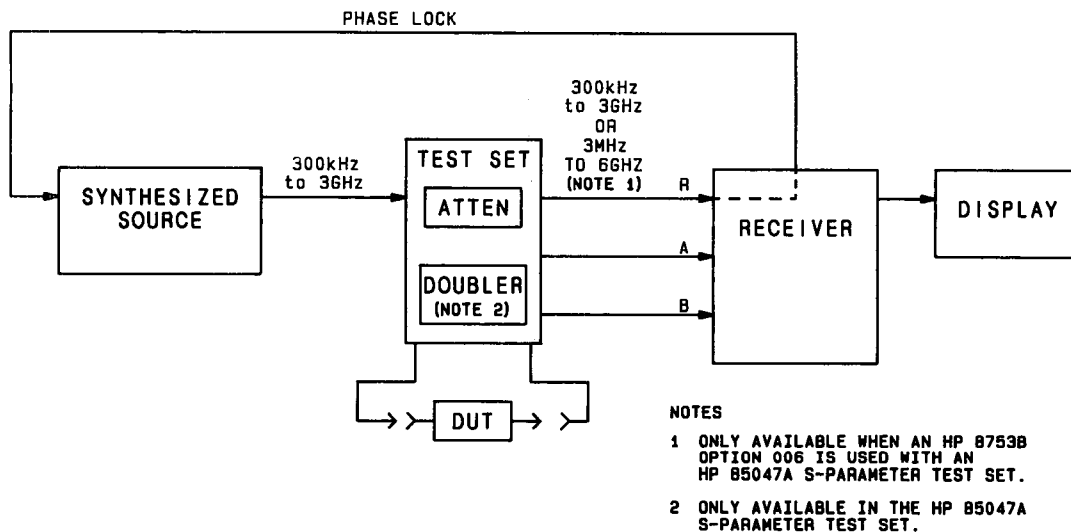 PHASE LOCK
300kHz
to 3GHz
OR
3MHz
TO 6GHZ
(NOTE 1)
SYNTHESIZED
SOURCE
300kHz
to 3GHz
TEST SET
ATTEN
DOUBLER
(NOTE 2)
R
A
B
RECEIVER
DISPLAY
DUT
NOTES
1 ONLY AVAILABLE WHEN AN HP 8753B
OPTION 006 IS USED WITH AN
HP 85047A S-PARAMETER TEST SET.
2 ONLY AVAILABLE IN THE HP 85047A
S-PARAMETER TEST SET.